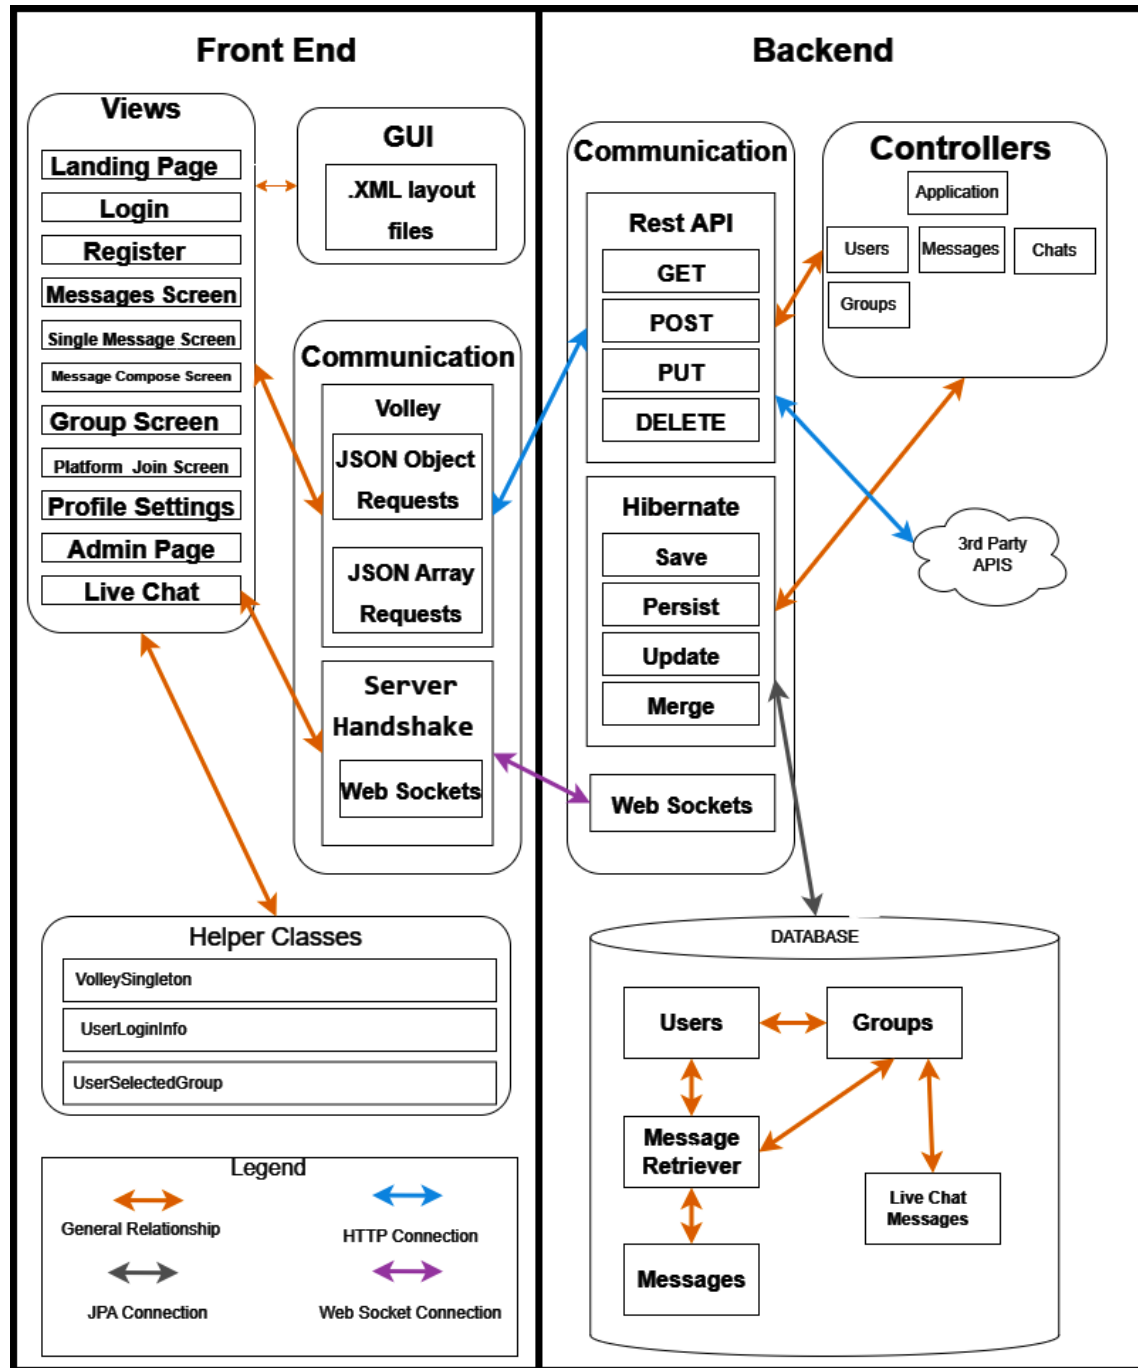 Front End
Views
Landing Page
Login
Register
Messages Screen
Single Message Screen
Message Compose Screen
Group Screen
Platform Join Screen
Profile Settings
Admin Page
Live Chat
GUI
.XML layout
files
Communication
Volley
JSON Object
Requests
JSON Array
Requests
Server
Handshake
Web Sockets
Helper Classes
VolleySingleton
UserLoginInfo
UserSelectedGroup
Legend
General Relationship
HTTP Connection
JPA Connection
Web Socket Connection
Backend
Communication
Rest API
GET
POST
PUT
DELETE
Hibernate
Save
Persist
Update
Merge
Web Sockets
Controllers
Application
Users
Messages
Chats
Groups
3rd Party
APIS
DATABASE
Users
Groups
Message
Retriever
Live Chat
Messages
Messages